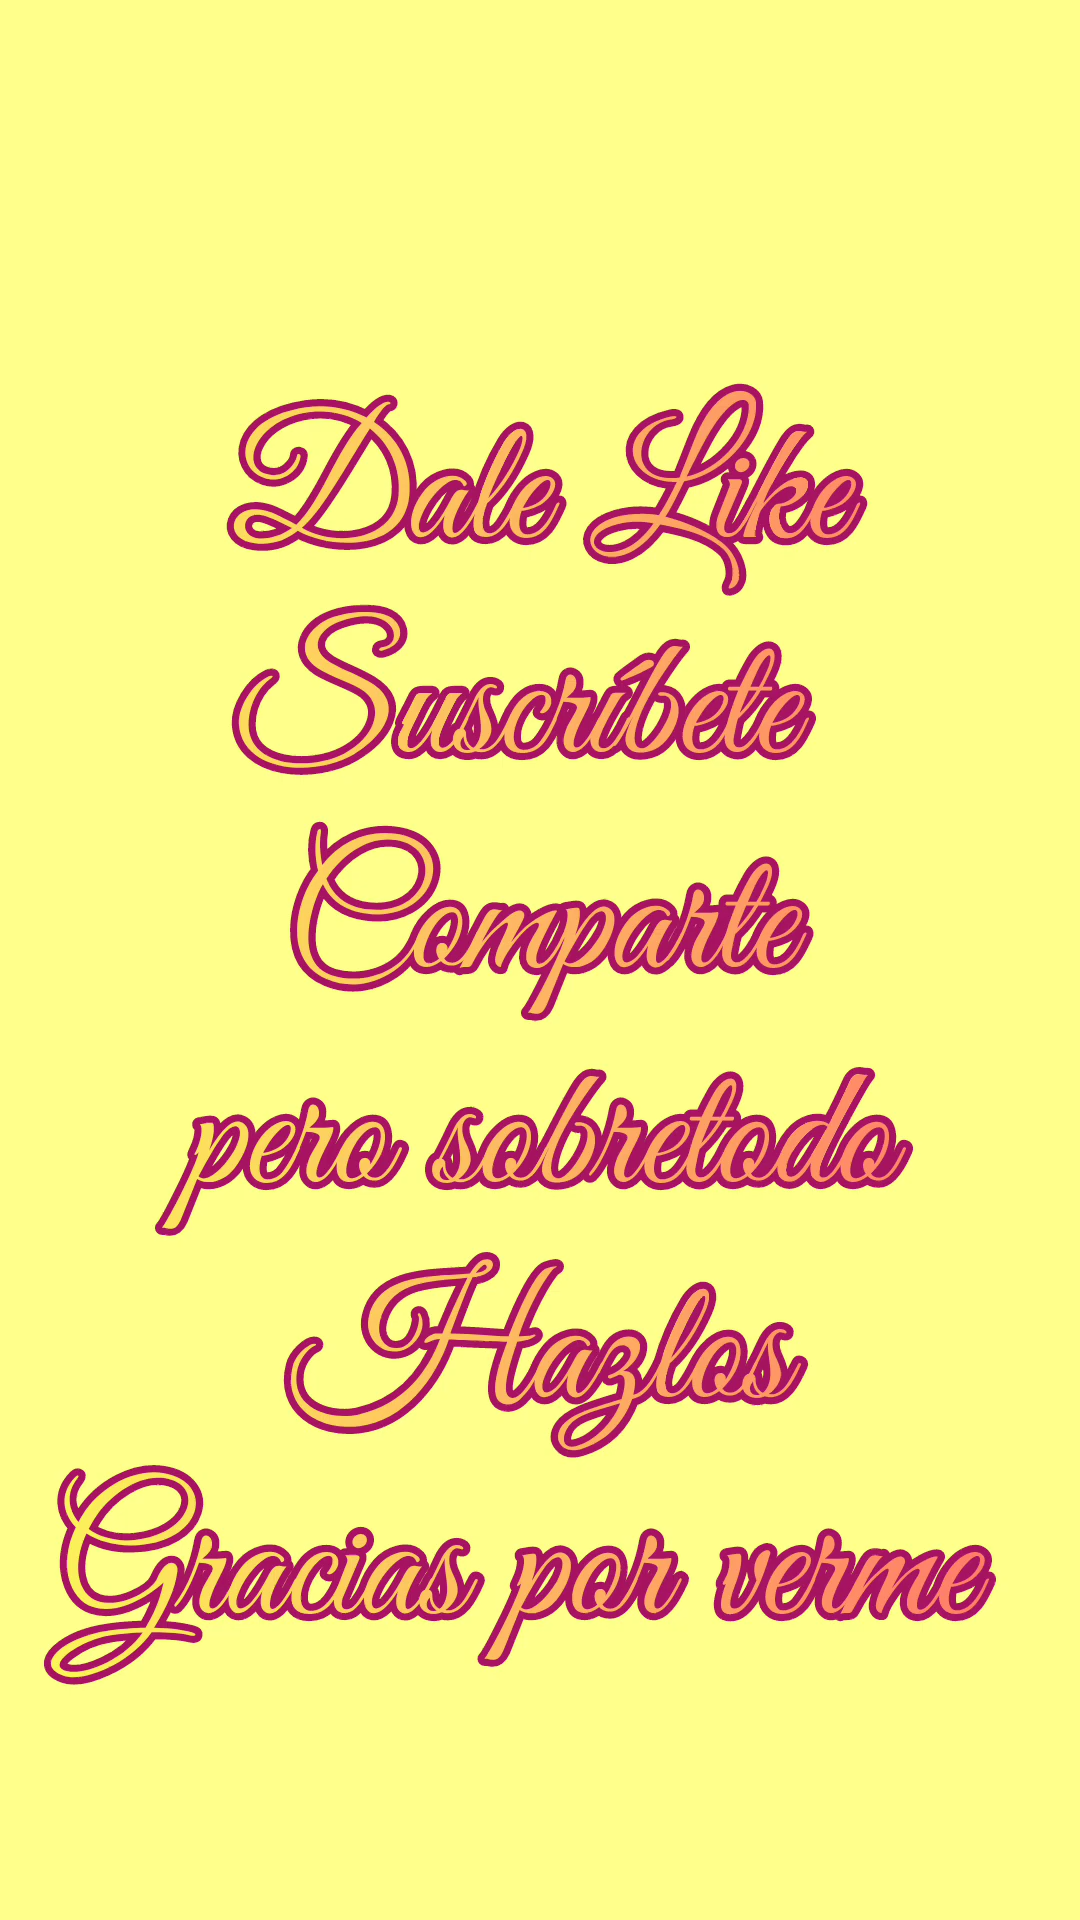 Dale Like
Suscríbete
Comparte
pero sobretodo
Hazlos
Gracias por verme